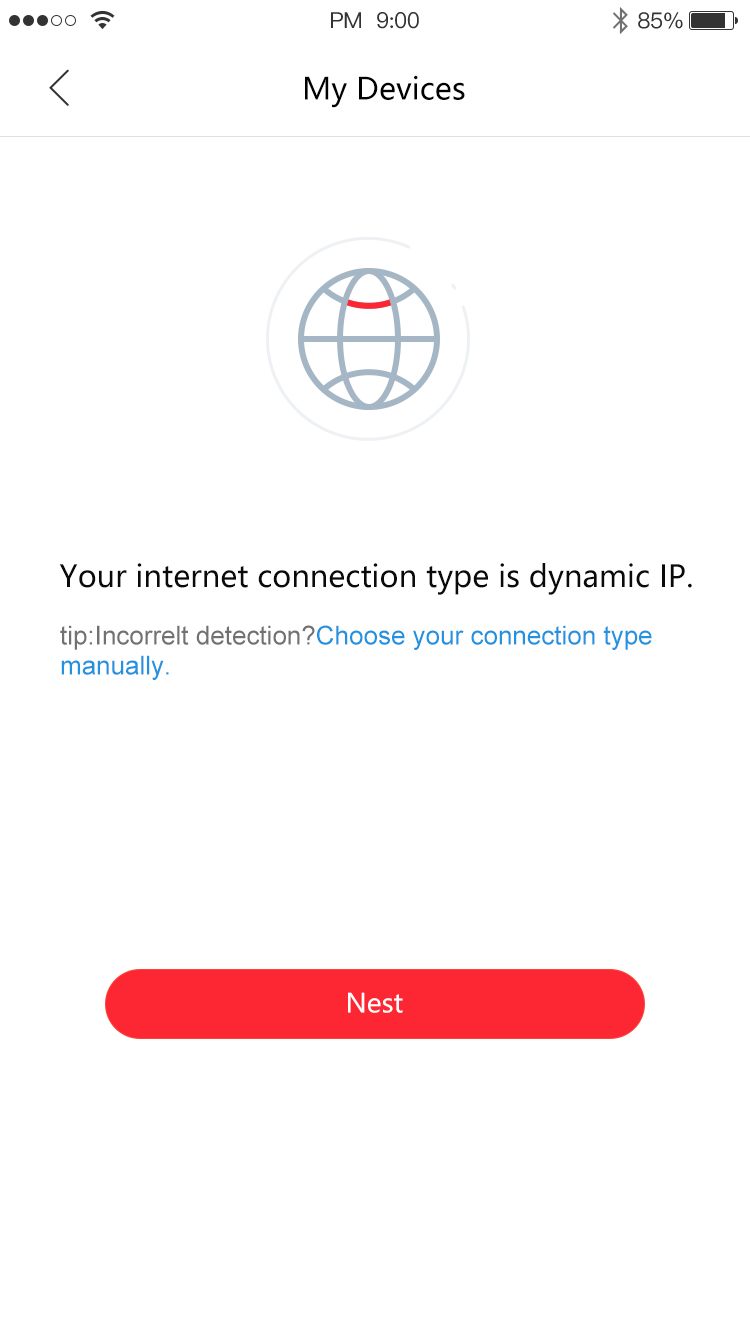 PM 9:00 85%
My Devices
Your internet connection type is dynamic IP.
tip:Incorrelt detection?Choose your connection type
manually.
Nest